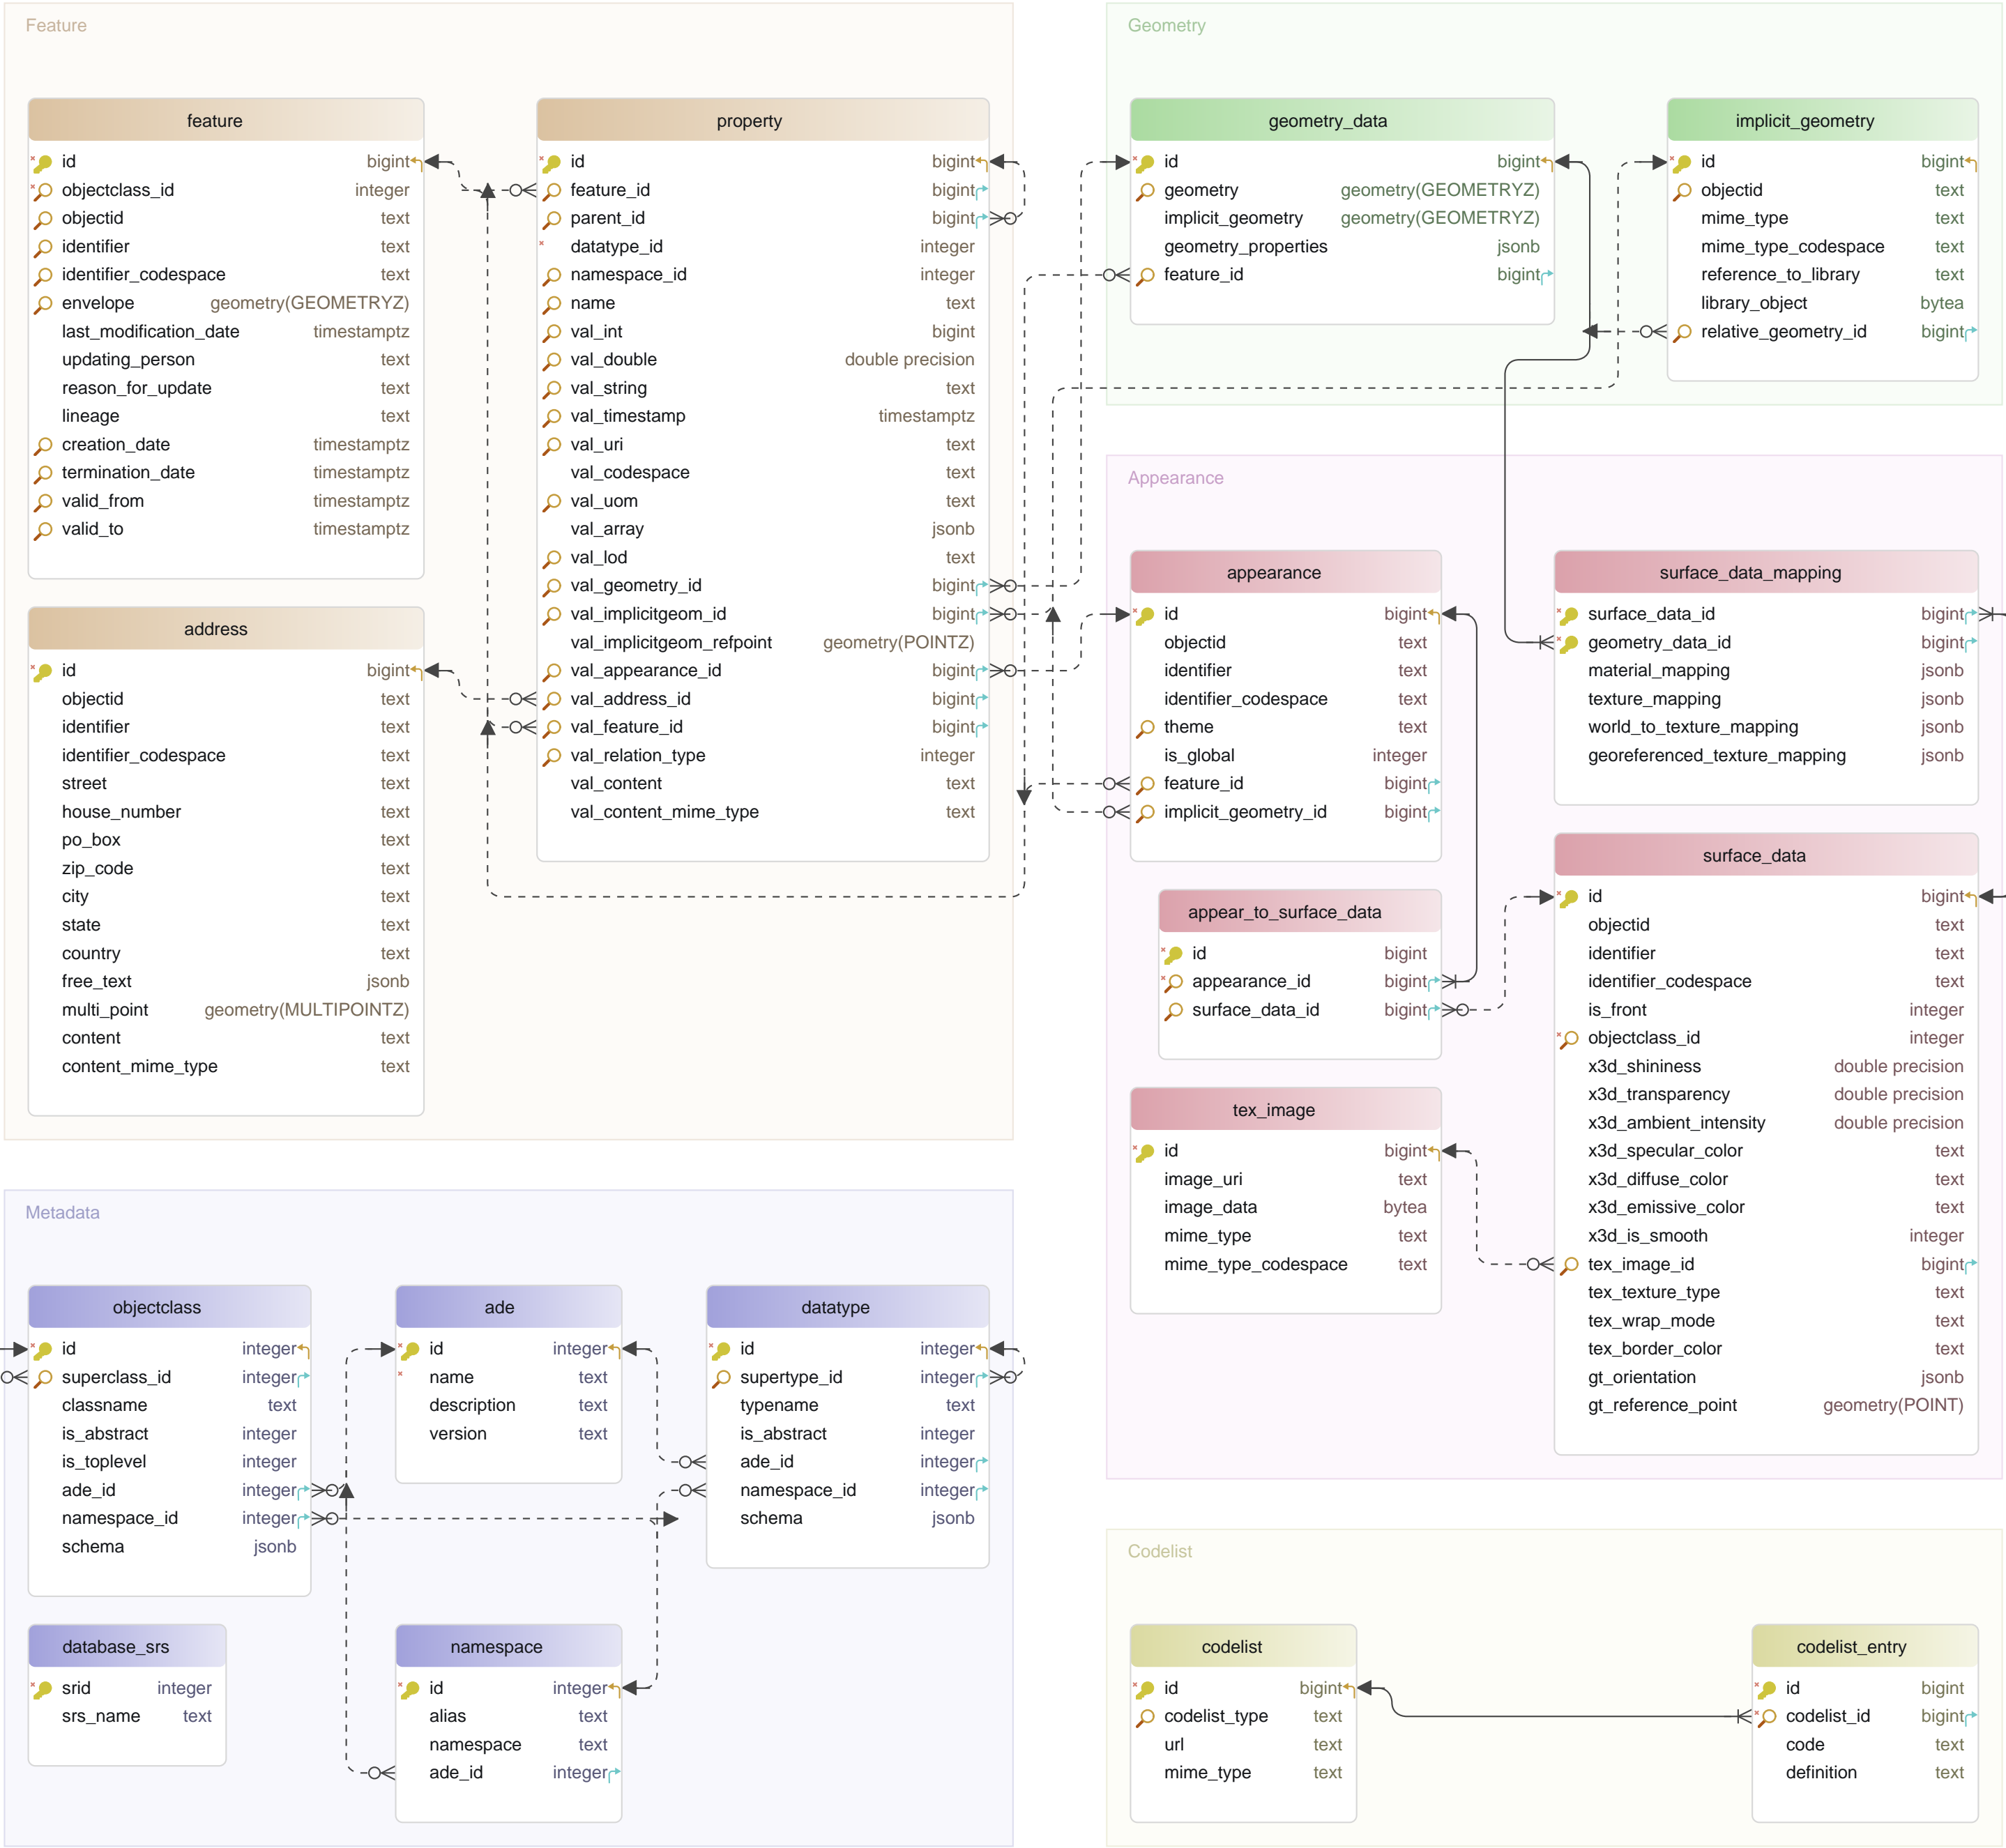 Feature
feature
id bigint
objectclass_id integer
objectid text
identifier text
identifier_codespace text
envelope geometry(GEOMETRYZ)
last_modification_date timestamptz
updating_person text
reason_for_update text
lineage text
creation_date timestamptz
termination_date timestamptz
valid_from timestamptz
valid_to timestamptz
address
id bigint
objectid text
identifier text
identifier_codespace text
street text
house_number text
po_box text
zip_code text
city text
state text
country text
free_text jsonb
multi_point geometry(MULTIPOINTZ)
content text
content_mime_type text
property
id bigint
feature_id bigint
parent_id bigint
datatype_id integer
namespace_id integer
name text
val_int bigint
val_double double precision
val_string text
val_timestamp timestamptz
val_uri text
val_codespace text
val_uom text
val_array jsonb
val_lod text
val_geometry_id bigint
val_implicitgeom_id bigint
val_implicitgeom_refpoint geometry(POINTZ)
val_appearance_id bigint
val_address_id bigint
val_feature_id bigint
val_relation_type integer
val_content text
val_content_mime_type text
Geometry
geometry_data
id bigint
geometry geometry(GEOMETRYZ)
implicit_geometry geometry(GEOMETRYZ)
geometry_properties jsonb
feature_id bigint
implicit_geometry
id bigint
objectid text
mime_type text
mime_type_codespace text
reference_to_library text
library_object bytea
relative_geometry_id bigint
Appearance
appearance
id bigint
objectid text
identifier text
identifier_codespace text
theme text
is_global integer
feature_id bigint
implicit_geometry_id bigint
appear_to_surface_data
id bigint
appearance_id bigint
surface_data_id bigint
tex_image
id bigint
image_uri text
image_data bytea
mime_type text
mime_type_codespace text
surface_data_mapping
surface_data_id bigint
geometry_data_id bigint
material_mapping jsonb
texture_mapping jsonb
world_to_texture_mapping jsonb
georeferenced_texture_mapping jsonb
surface_data
id bigint
objectid text
identifier text
identifier_codespace text
is_front integer
objectclass_id integer
x3d_shininess double precision
x3d_transparency double precision
x3d_ambient_intensity double precision
x3d_specular_color text
x3d_diffuse_color text
x3d_emissive_color text
x3d_is_smooth integer
tex_image_id bigint
tex_texture_type text
tex_wrap_mode text
tex_border_color text
gt_orientation jsonb
gt_reference_point geometry(POINT)
Metadata
objectclass
id integer
superclass_id integer
classname text
is_abstract integer
is_toplevel integer
ade_id integer
namespace_id integer
schema jsonb
ade
id integer
name text
description text
version text
datatype
id integer
supertype_id integer
typename text
is_abstract integer
ade_id integer
namespace_id integer
schema jsonb
database_srs
srid integer
srs_name text
namespace
id integer
alias text
namespace text
ade_id integer
Codelist
codelist
id bigint
codelist_type text
url text
mime_type text
codelist_entry
id bigint
codelist_id bigint
code text
definition text